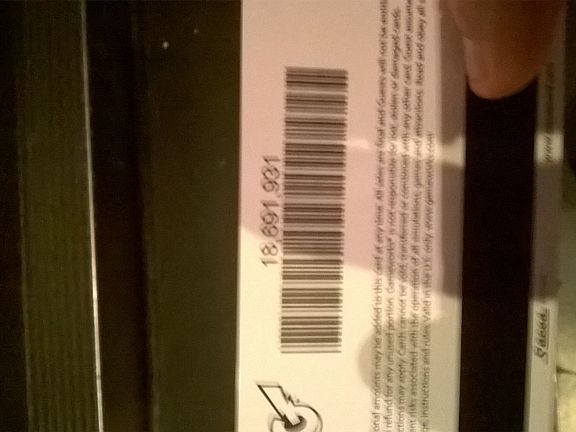 18,691,931
onal amounts may be added to this card at any time. All sales are final and Guests will not be entitl
refund for any unused portion. Gameworks® is not responsible for lost, stolen or damaged cards.
ctions may apply. Cards cannot be sold, transferred or combined with any other card. Guest assume
nt risks associated with the operation of all simulations, games and attractions. Read and obey all
gn, instructions and rules. Valid in the U.S. only. www.gameworks.com